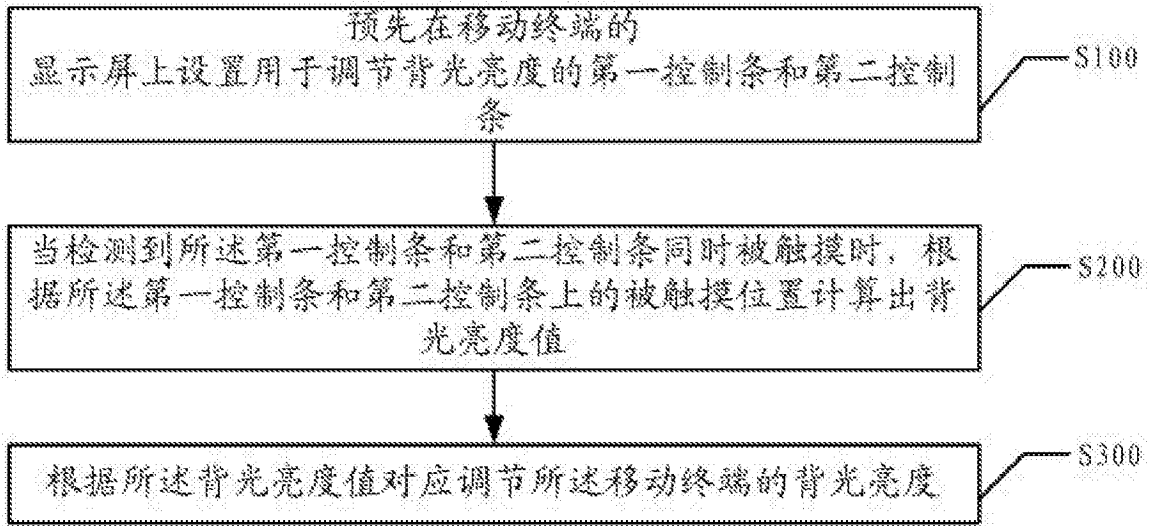 预先在移动终端的
显示屏上设置用于调节背光亮度的第一控制条和第二控制
条
S100
当检测到所述第一控制条和第二控制条同时被触摸时，根
据所述第一控制条和第二控制条上的被触摸位置计算出背
光亮度值
S200
根据所述背光亮度值对应调节所述移动终端的背光亮度
S300